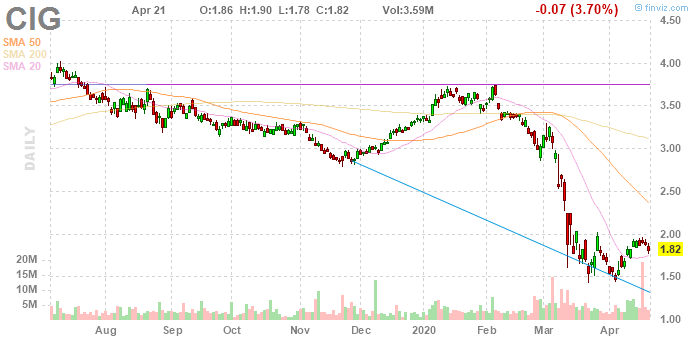 CIG
Apr 21 O:1.86 H:1.90 L:1.78 C:1.82 Vol:3.59M -0.07 (3.70%)
© finviz.com
SMA 50
SMA 200
SMA 20
DAILY
4.50
4.00
3.50
3.00
2.50
2.00
1.82
1.50
1.00
20M
15M
10M
5M
Aug Sep Oct Nov Dec 2020 Feb Mar Apr